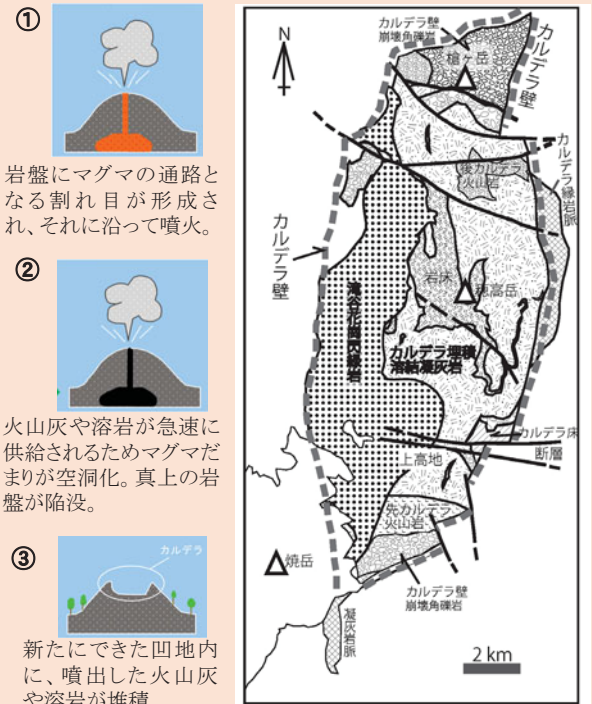 ①
岩盤にマグマの通路と
なる割れ目が形成さ
れ、それに沿って噴火。
②
火山灰や溶岩が急速に
供給されるためマグマだ
まりが空洞化。真上の岩
盤が陥没。
③
カルデラ
新たにできた凹地内
に、噴出した火山灰
や溶岩が堆積
N
カルデラ壁
崩壊角礫岩
槍ヶ岳
カルデラ壁
カルデラ縁岩脈
後カルデラ
火山岩
カルデラ壁
岩床
穂高岳
滝谷花崗閃緑岩
カルデラ埋積
溶結凝灰岩
カルデラ床
断層
上高地
先カルデラ
火山岩
焼岳
カルデラ壁
崩壊角礫岩
凝灰岩脈
2 km